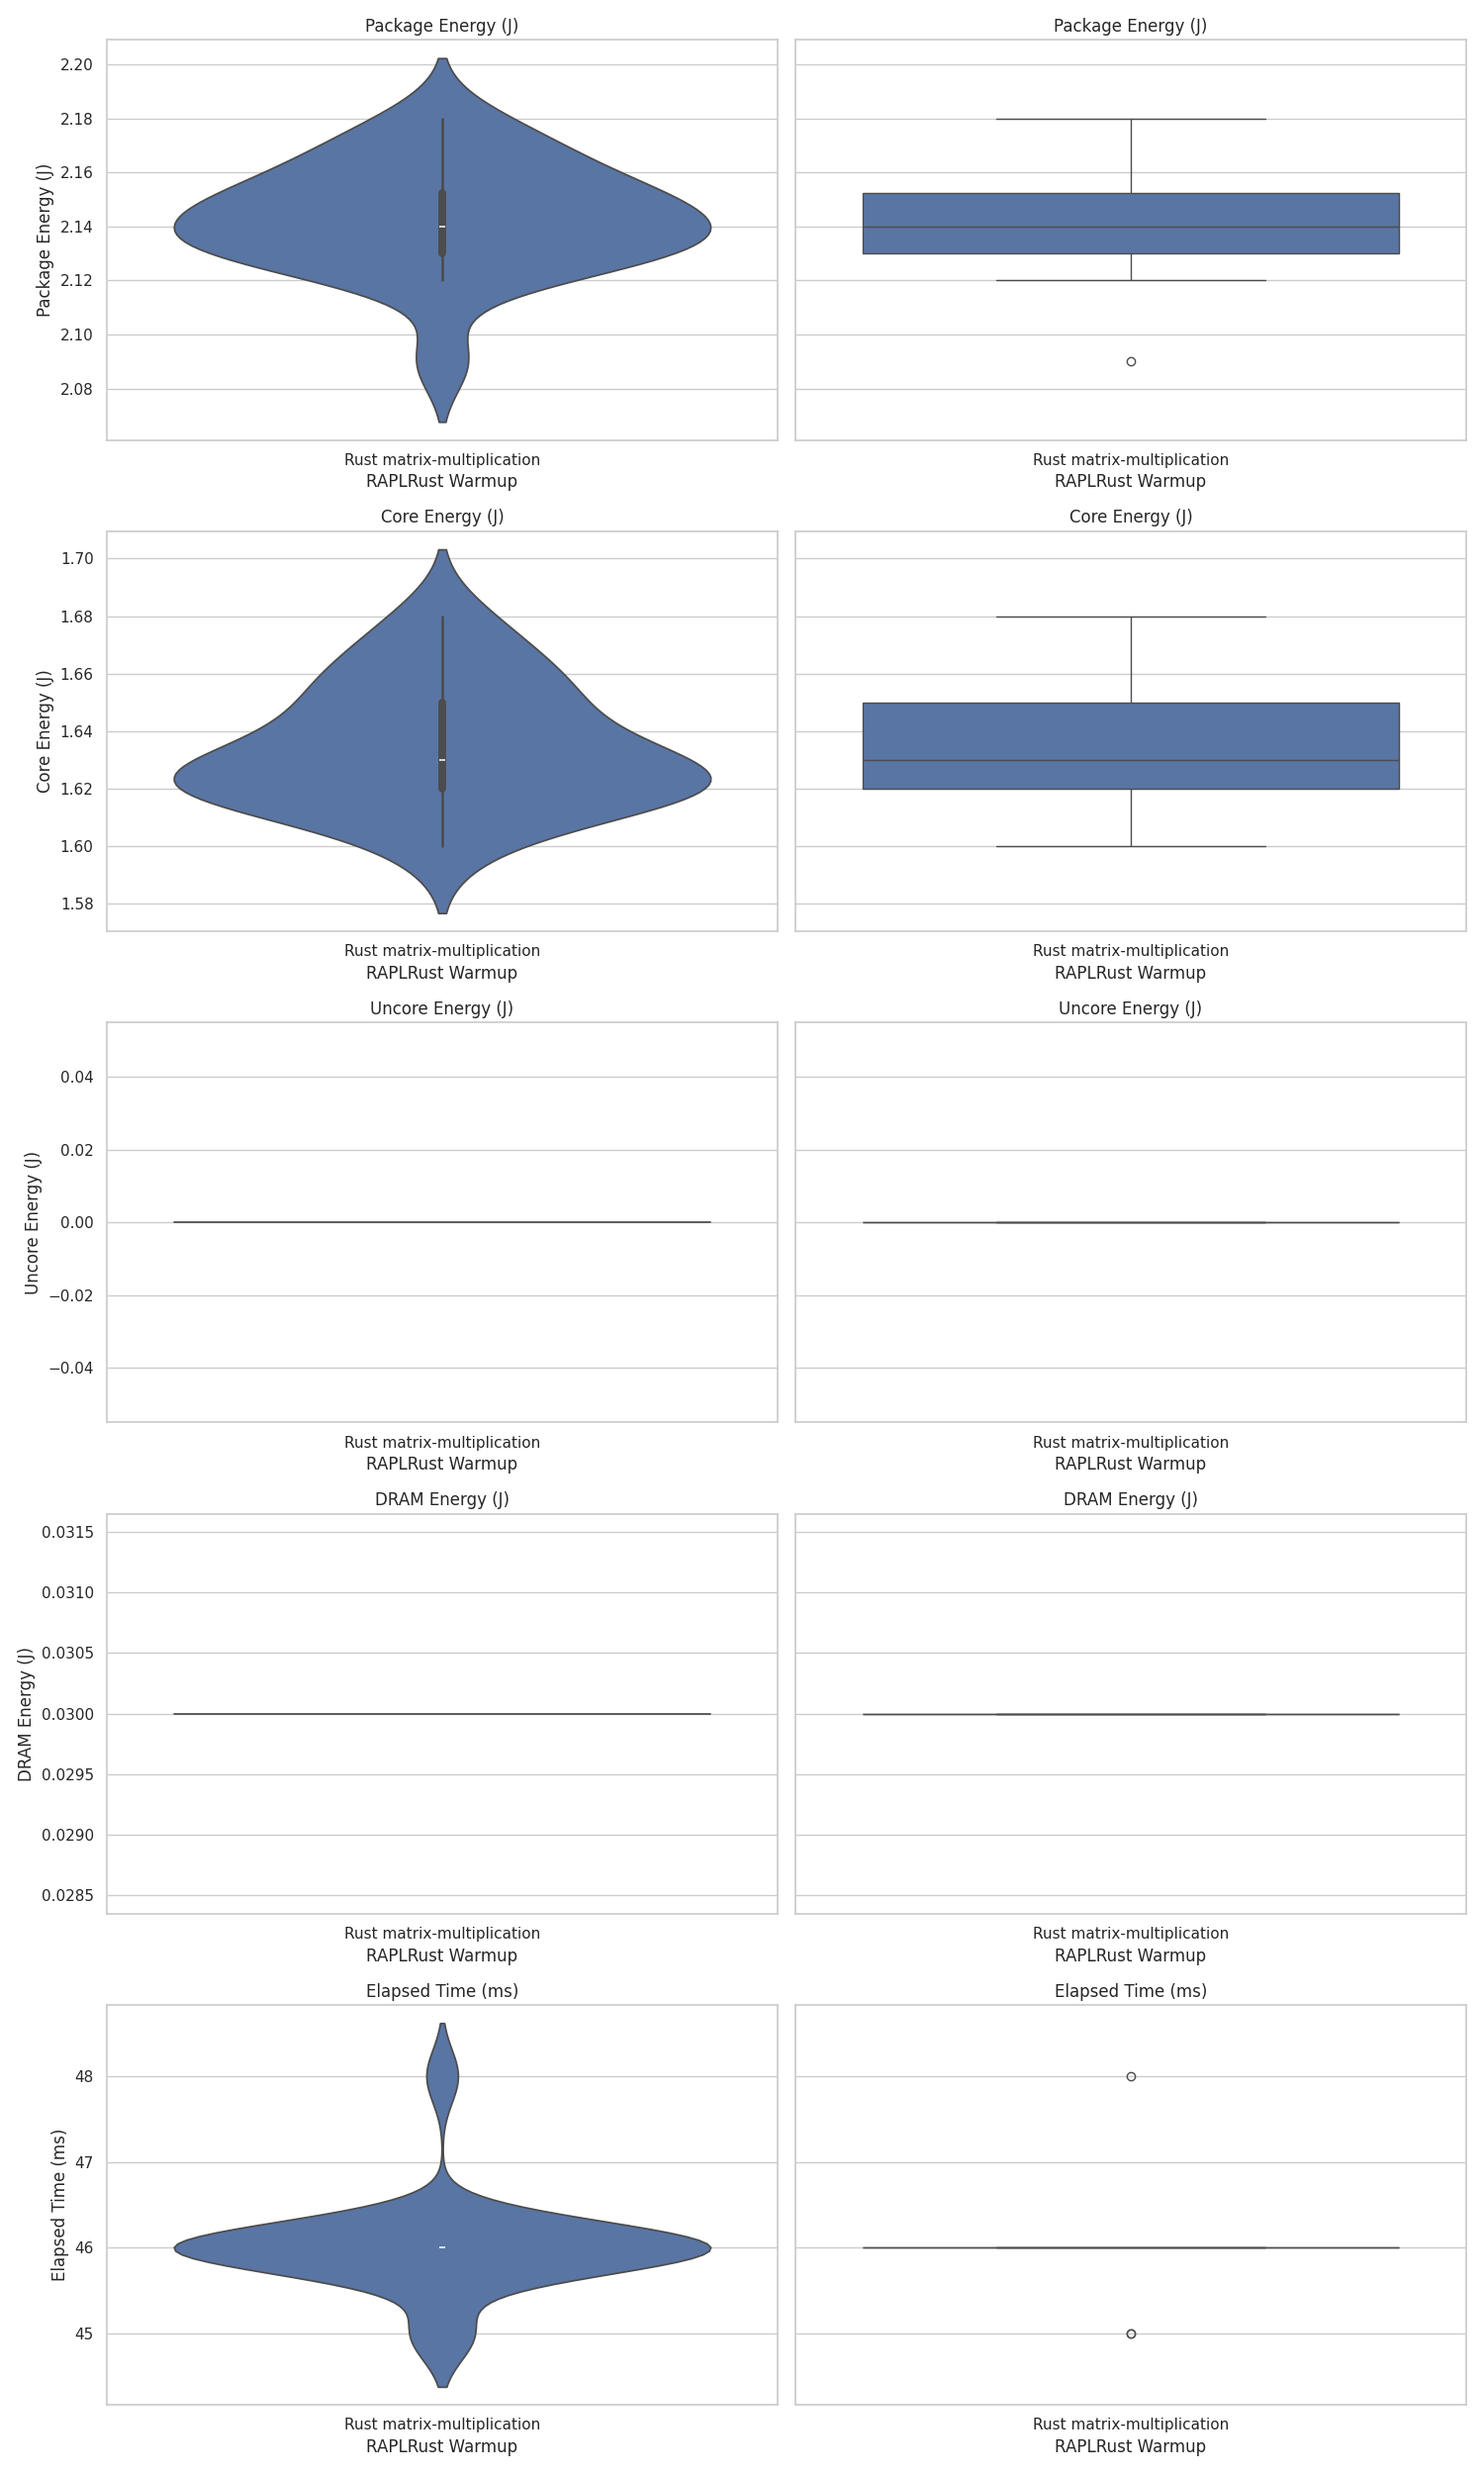 Package Energy (J)
Package Energy (J)
Package Energy (J)
2.20
2.18
2.16
2.14
2.12
2.10
2.08
Rust matrix-multiplication
RAPLRust Warmup
Rust matrix-multiplication
RAPLRust Warmup
Core Energy (J)
Core Energy (J)
Core Energy (J)
1.70
1.68
1.66
1.64
1.62
1.60
1.58
Rust matrix-multiplication
RAPLRust Warmup
Rust matrix-multiplication
RAPLRust Warmup
Uncore Energy (J)
Uncore Energy (J)
Uncore Energy (J)
0.04
0.02
0.00
−0.02
−0.04
Rust matrix-multiplication
RAPLRust Warmup
Rust matrix-multiplication
RAPLRust Warmup
DRAM Energy (J)
DRAM Energy (J)
DRAM Energy (J)
0.0315
0.0310
0.0305
0.0300
0.0295
0.0290
0.0285
Rust matrix-multiplication
RAPLRust Warmup
Rust matrix-multiplication
RAPLRust Warmup
Elapsed Time (ms)
Elapsed Time (ms)
Elapsed Time (ms)
48
47
46
45
Rust matrix-multiplication
RAPLRust Warmup
Rust matrix-multiplication
RAPLRust Warmup